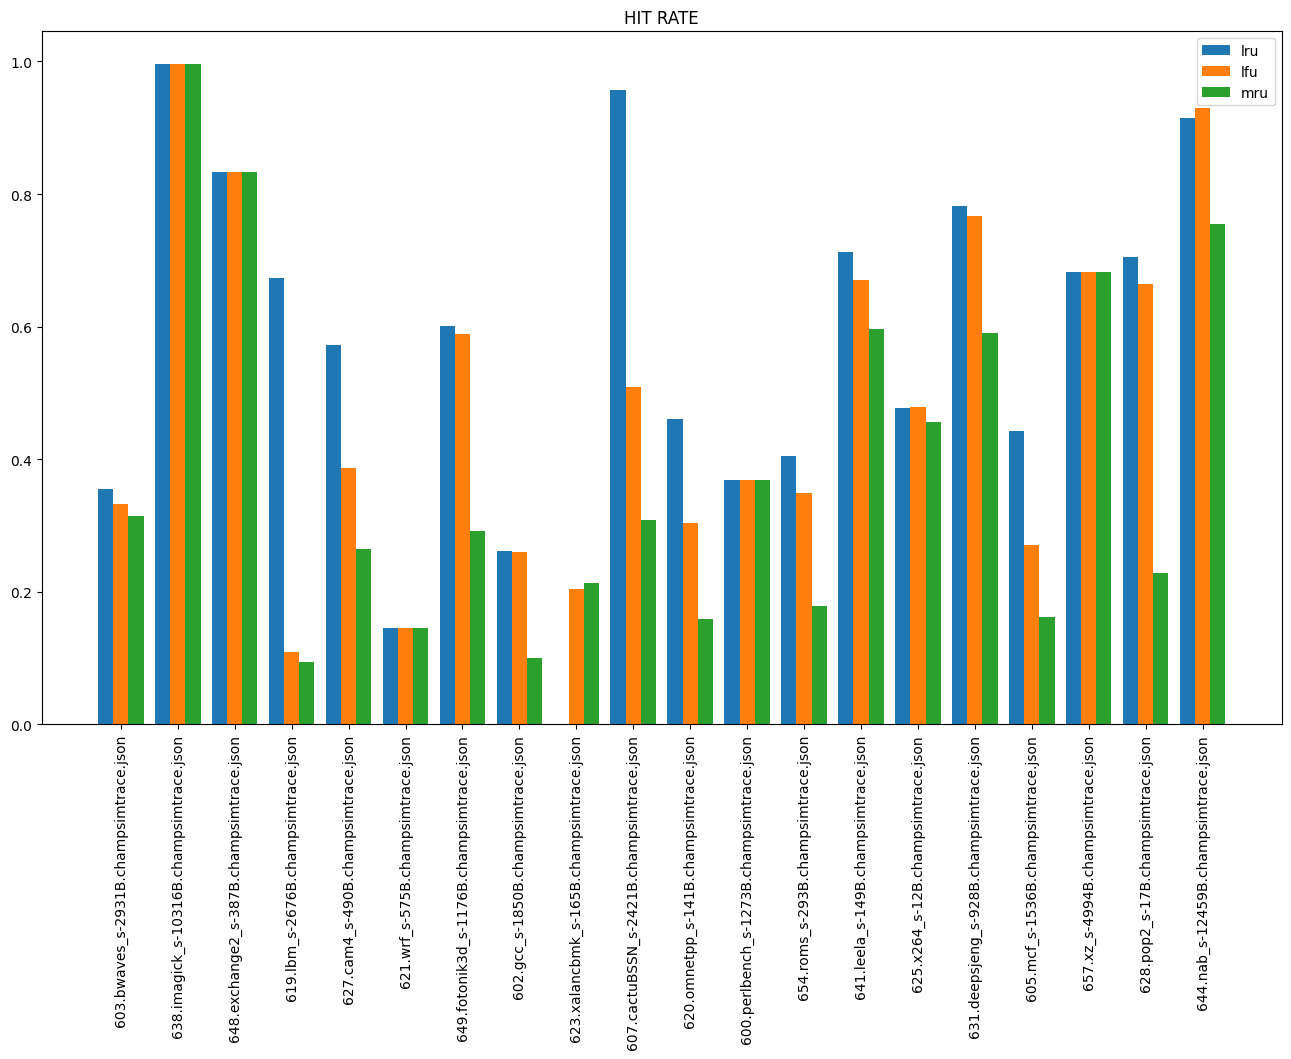 HIT RATE
lru
lfu
mru
1.0
0.8
0.6
0.4
0.2
0.0
603.bwaves_s-2931B.champsimtrace.json
638.imagick_s-10316B.champsimtrace.json
648.exchange2_s-387B.champsimtrace.json
619.lbm_s-2676B.champsimtrace.json
627.cam4_s-490B.champsimtrace.json
621.wrf_s-575B.champsimtrace.json
649.fotonik3d_s-1176B.champsimtrace.json
602.gcc_s-1850B.champsimtrace.json
623.xalancbmk_s-165B.champsimtrace.json
607.cactuBSSN_s-2421B.champsimtrace.json
620.omnetpp_s-141B.champsimtrace.json
600.perlbench_s-1273B.champsimtrace.json
654.roms_s-293B.champsimtrace.json
641.leela_s-149B.champsimtrace.json
625.x264_s-12B.champsimtrace.json
631.deepsjeng_s-928B.champsimtrace.json
605.mcf_s-1536B.champsimtrace.json
657.xz_s-4994B.champsimtrace.json
628.pop2_s-17B.champsimtrace.json
644.nab_s-12459B.champsimtrace.json